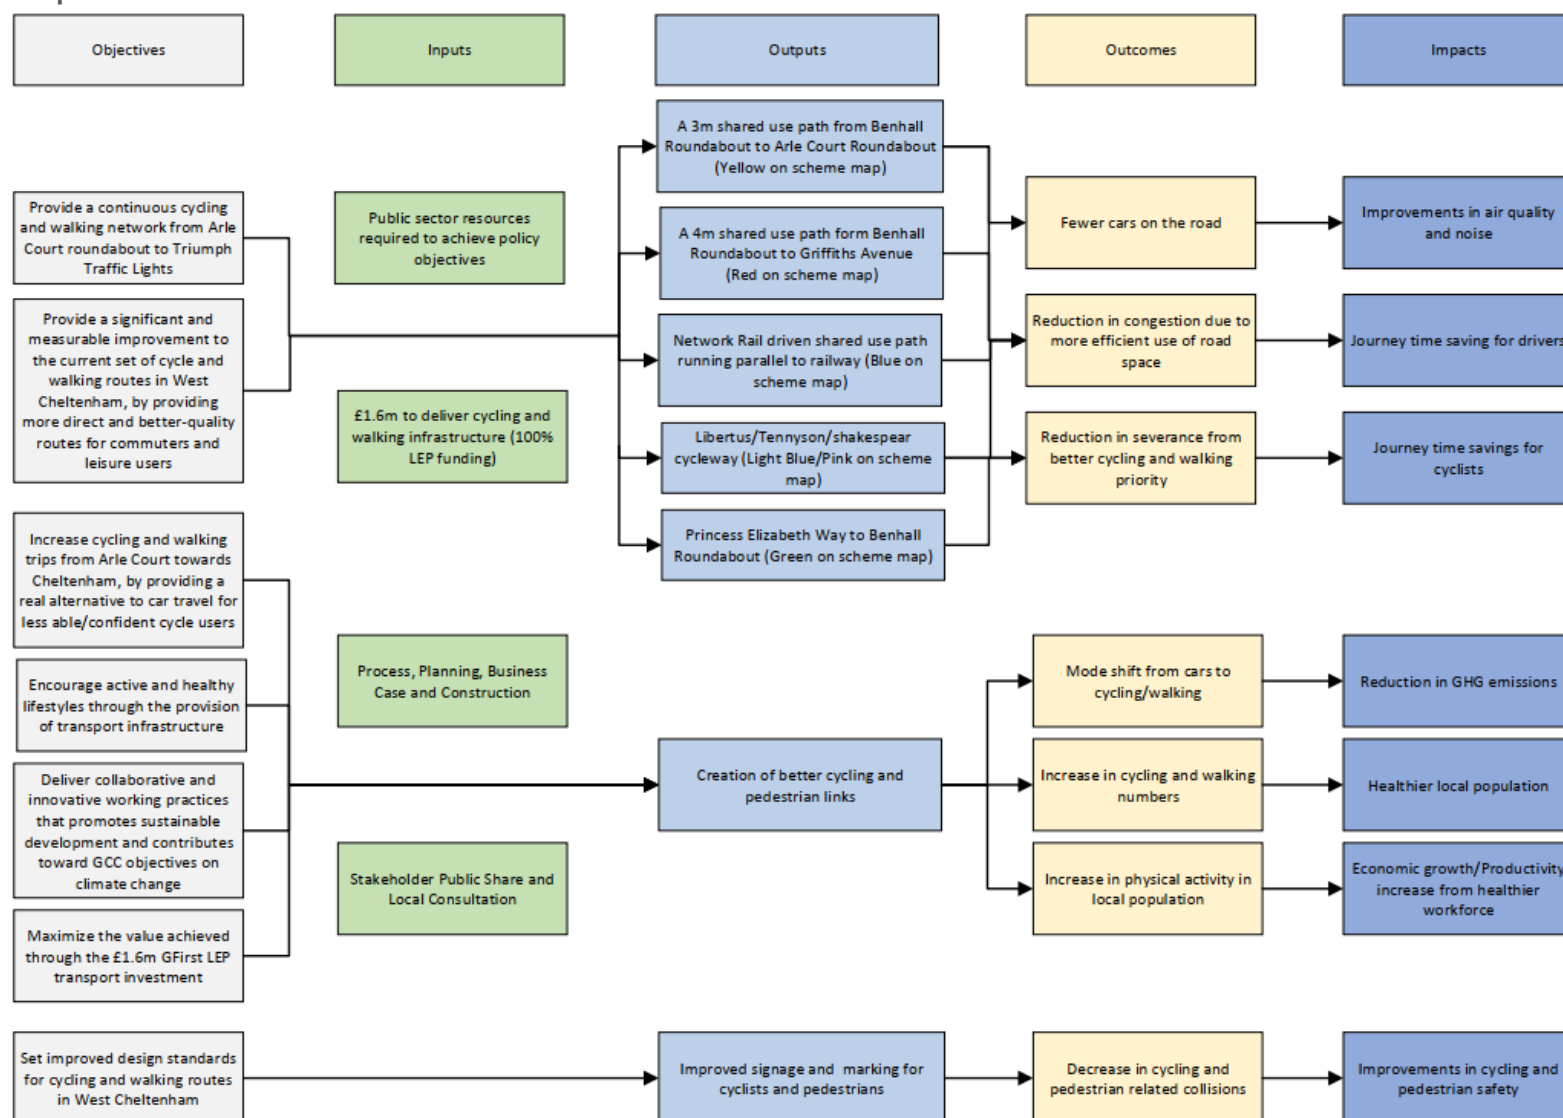 Objectives
Inputs
Outputs
Outcomes
Impacts
Provide a continuous cycling
and walking network from Arle
Court roundabout to Triumph
Traffic Lights
Provide a significant and
measurable improvement to
the current set of cycle and
walking routes in West
Cheltenham, by providing
more direct and better-quality
routes for commuters and
leisure users
Increase cycling and walking
trips from Arle Court towards
Cheltenham, by providing a
real alternative to car travel for
less able/confident cycle users
Encourage active and healthy
lifestyles through the provision
of transport infrastructure
Deliver collaborative and
innovative working practices
that promotes sustainable
development and contributes
toward GCC objectives on
climate change
Maximize the value achieved
through the £1.6m GFirst LEP
transport investment
Set improved design standards
for cycling and walking routes
in West Cheltenham
Public sector resources
required to achieve policy
objectives
£1.6m to deliver cycling and
walking infrastructure (100%
LEP funding)
Process, Planning, Business
Case and Construction
Stakeholder Public Share and
Local Consultation
A 3m shared use path from Benhall
Roundabout to Arle Court Roundabout
(Yellow on scheme map)
A 4m shared use path form Benhall
Roundabout to Griffiths Avenue
(Red on scheme map)
Network Rail driven shared use path
running parallel to railway (Blue on
scheme map)
Libertus/Tennyson/shakespear
cycleway (Light Blue/Pink on scheme
map)
Princess Elizabeth Way to Benhall
Roundabout (Green on scheme map)
Creation of better cycling and
pedestrian links
Improved signage and marking for
cyclists and pedestrians
Fewer cars on the road
Reduction in congestion due to
more efficient use of road
space
Reduction in severance from
better cycling and walking
priority
Mode shift from cars to
cycling/walking
Increase in cycling and walking
numbers
Increase in physical activity in
local population
Decrease in cycling and
pedestrian related collisions
Improvements in air quality
and noise
Journey time saving for drivers
Journey time savings for
cyclists
Reduction in GHG emissions
Healthier local population
Economic growth/Productivity
increase from healthier
workforce
Improvements in cycling and
pedestrian safety